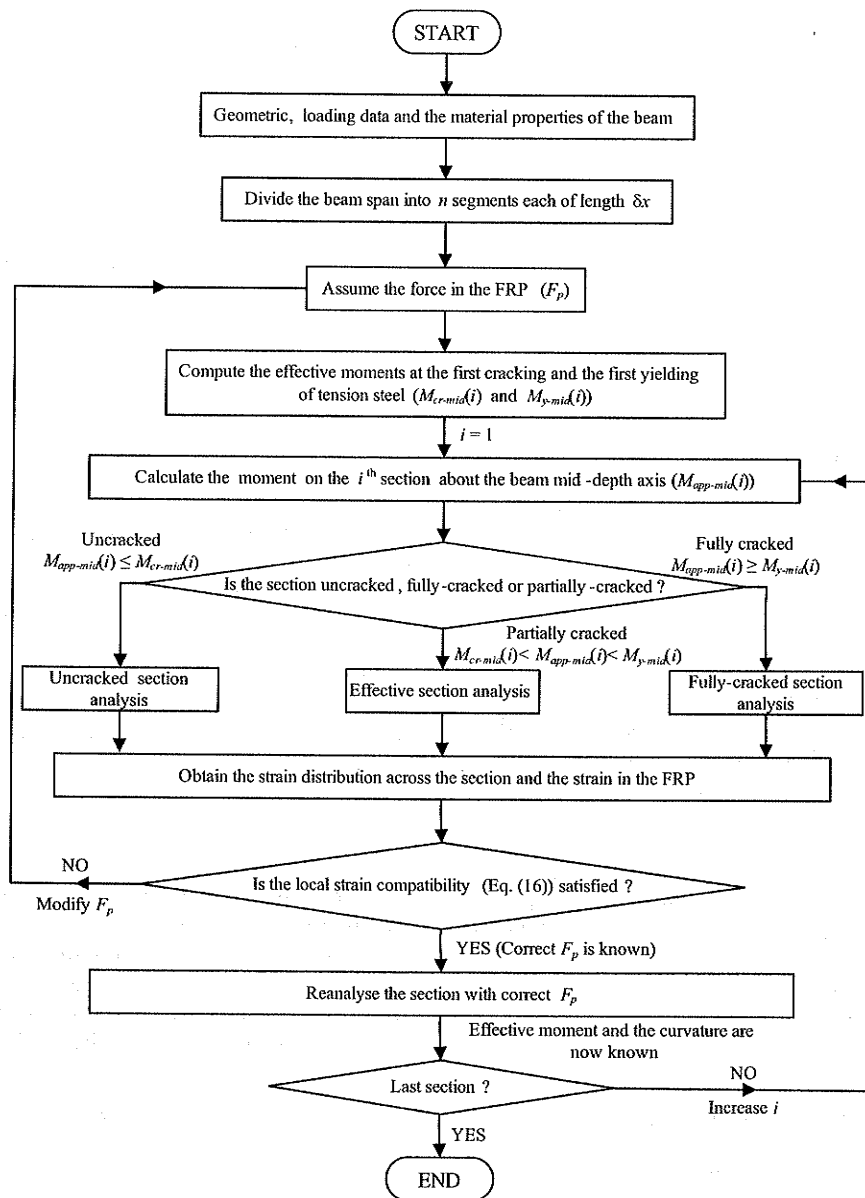 START
Geometric, loading data and the material properties of the beam
Divide the beam span into n segments each of length δx
Assume the force in the FRP (Fp)
Compute the effective moments at the first cracking and the first yielding
of tension steel (Mcr-mid(i) and My-mid(i))
i = 1
Calculate the moment on the i th section about the beam mid -depth axis (Mapp-mid(i))
Uncracked
Mapp-mid(i) ≤ Mcr-mid(i)
Fully cracked
Mapp-mid(i) ≥ My-mid(i)
Is the section uncracked , fully-cracked or partially -cracked ?
Partially cracked
Mcr-mid(i)< Mapp-mid(i)< My-mid(i)
Uncracked section
analysis
Effective section analysis
Fully-cracked section
analysis
Obtain the strain distribution across the section and the strain in the FRP
NO
Modify Fp
Is the local strain compatibility (Eq. (16)) satisfied ?
YES (Correct Fp is known)
Reanalyse the section with correct Fp
Effective moment and the curvature are
now known
Last section ?
NO
Increase i
YES
END